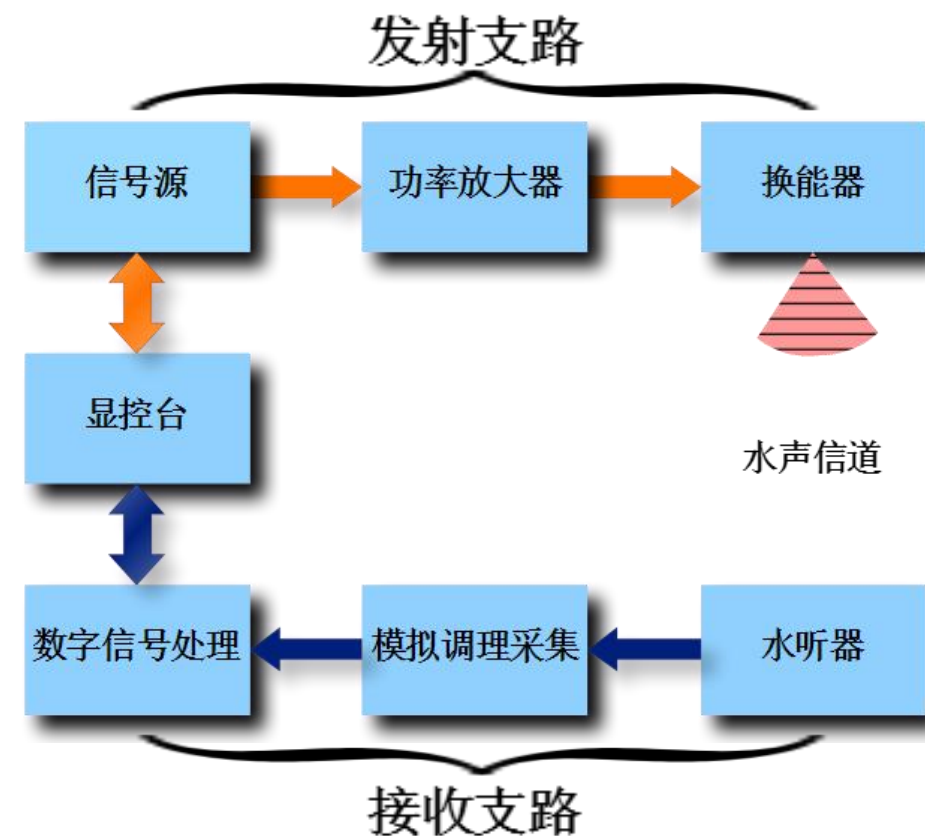 发射支路
信号源
功率放大器
换能器
显控台
水声信道
数字信号处理
模拟调理采集
水听器
接收支路